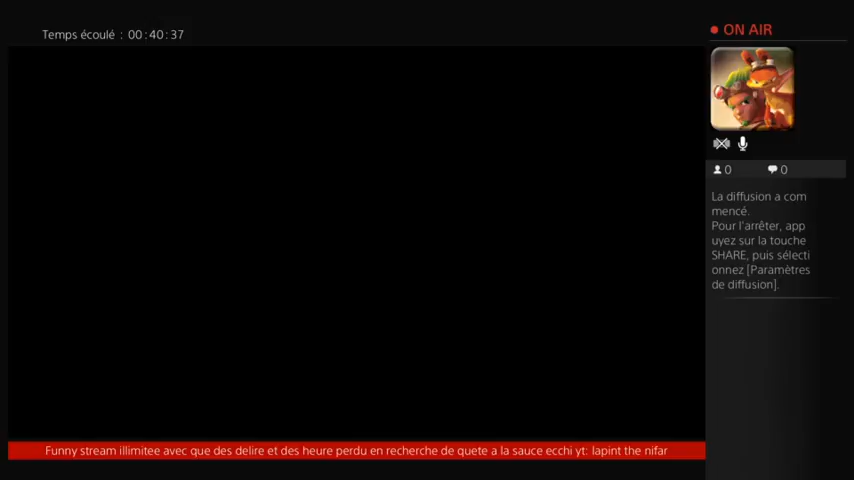 Temps écoulé : 00:40:37
ON AIR
0 0
La diffusion a com
mencé.
Pour l'arrêter, app
uyez sur la touche
SHARE, puis sélecti
onnez [Paramètres
de diffusion].
Funny stream illimitee avec que des delire et des heure perdu en recherche de quete a la sauce ecchi yt: lapint the nifar